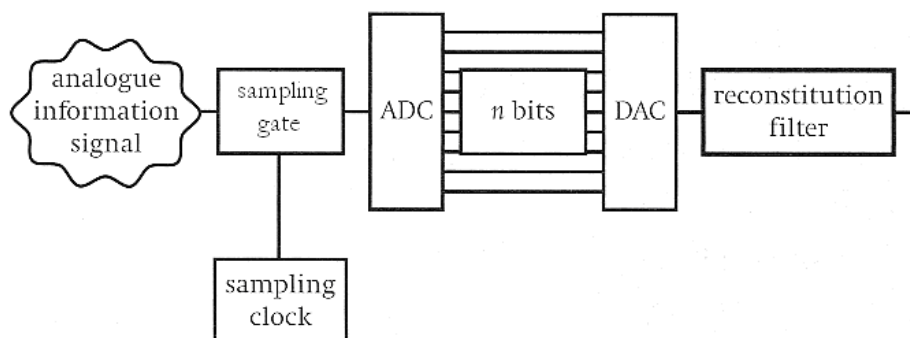 analogue
information
signal
sampling
gate
ADC
n bits
DAC
reconstitution
filter
sampling
clock